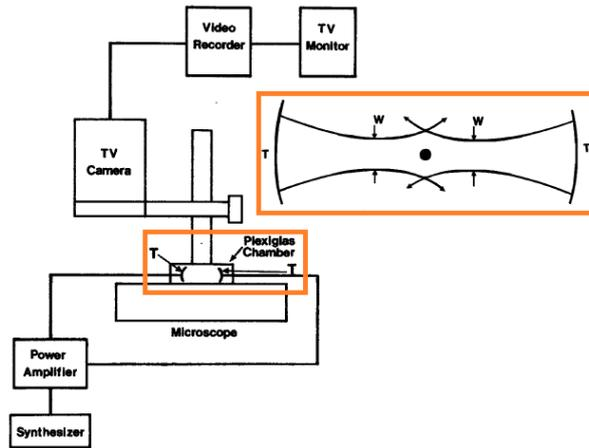 Video
Recorder
TV
Monitor
TV
Camera
W
W
T
T
Plexiglas
Chamber
T
T
Microscope
Power
Amplifier
Synthesizer